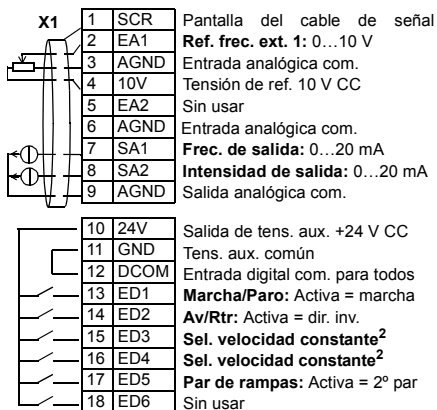 X1
1 SCR Pantalla del cable de señal
2 EA1 Ref. frec. ext. 1: 0…10 V
3 AGND Entrada analógica com.
4 10V Tensión de ref. 10 V CC
5 EA2 Sin usar
6 AGND Entrada analógica com.
7 SA1 Frec. de salida: 0…20 mA
8 SA2 Intensidad de salida: 0…20 mA
9 AGND Salida analógica com.
10 24V Salida de tens. aux. +24 V CC
11 GND Tens. aux. común
12 DCOM Entrada digital com. para todos
13 ED1 Marcha/Paro: Activa = marcha
14 ED2 Av/Rtr: Activa = dir. inv.
15 ED3 Sel. velocidad constante²
16 ED4 Sel. velocidad constante²
17 ED5 Par de rampas: Activa = 2º par
18 ED6 Sin usar